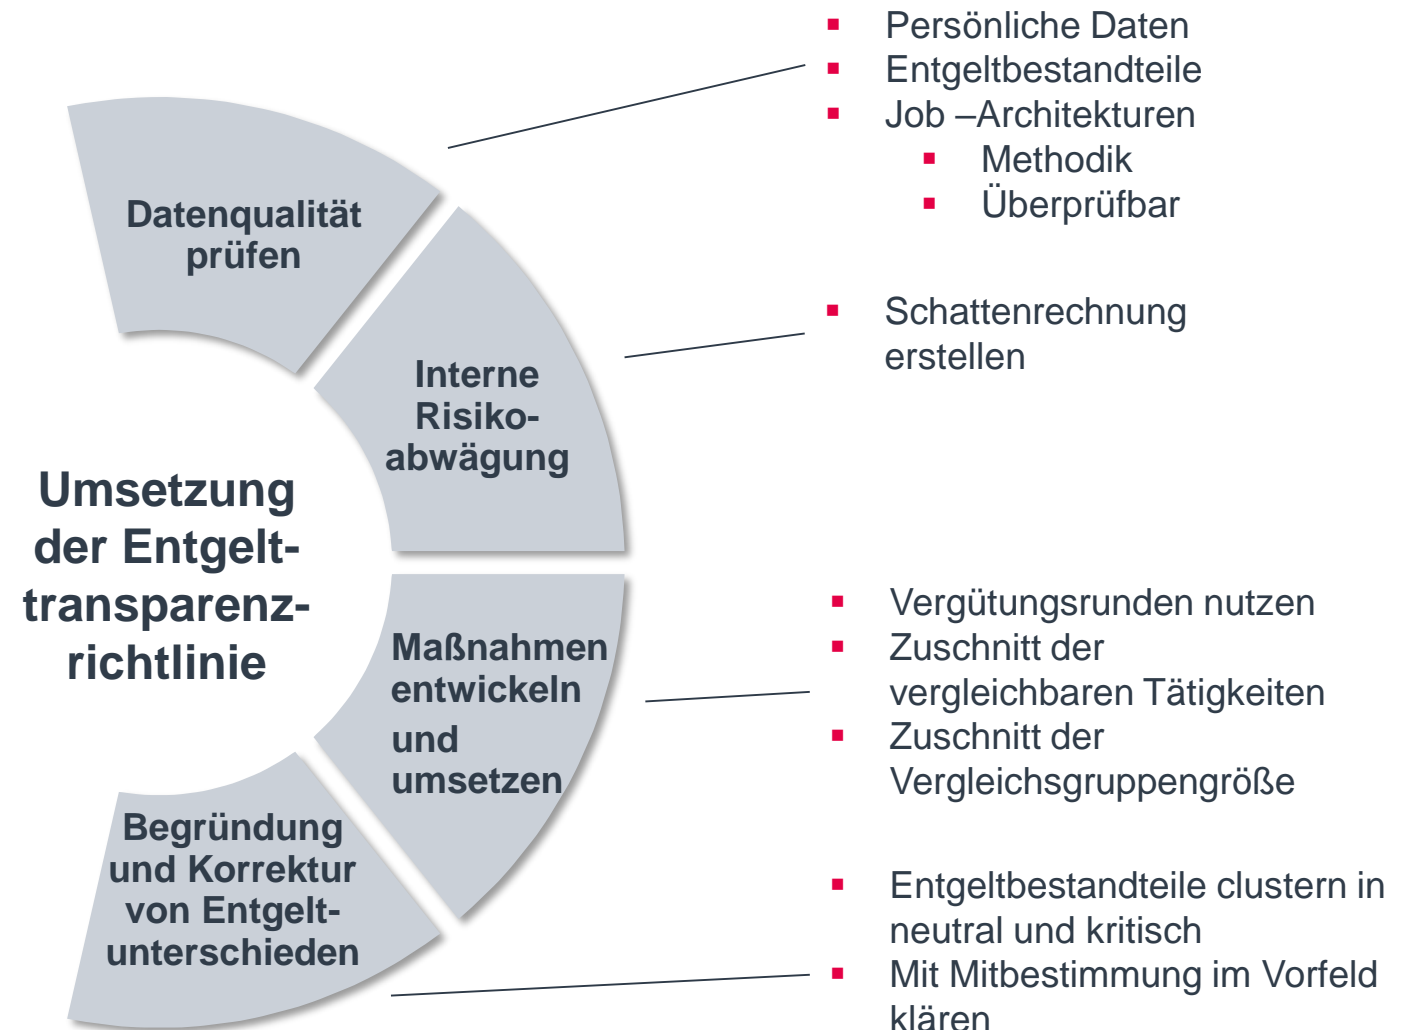 Umsetzung
der Entgelt-
transparenz-
richtlinie
Datenqualität
prüfen
Persönliche Daten
Entgeltbestandteile
Job –Architekturen
Methodik
Überprüfbar
Interne
Risiko-
abwägung
Schattenrechnung
erstellen
Maßnahmen
entwickeln
und
umsetzen
Vergütungsrunden nutzen
Zuschnitt der
vergleichbaren Tätigkeiten
Zuschnitt der
Vergleichsgruppengröße
Begründung
und Korrektur
von Entgelt-
unterschieden
Entgeltbestandteile clustern in
neutral und kritisch
Mit Mitbestimmung im Vorfeld
klären